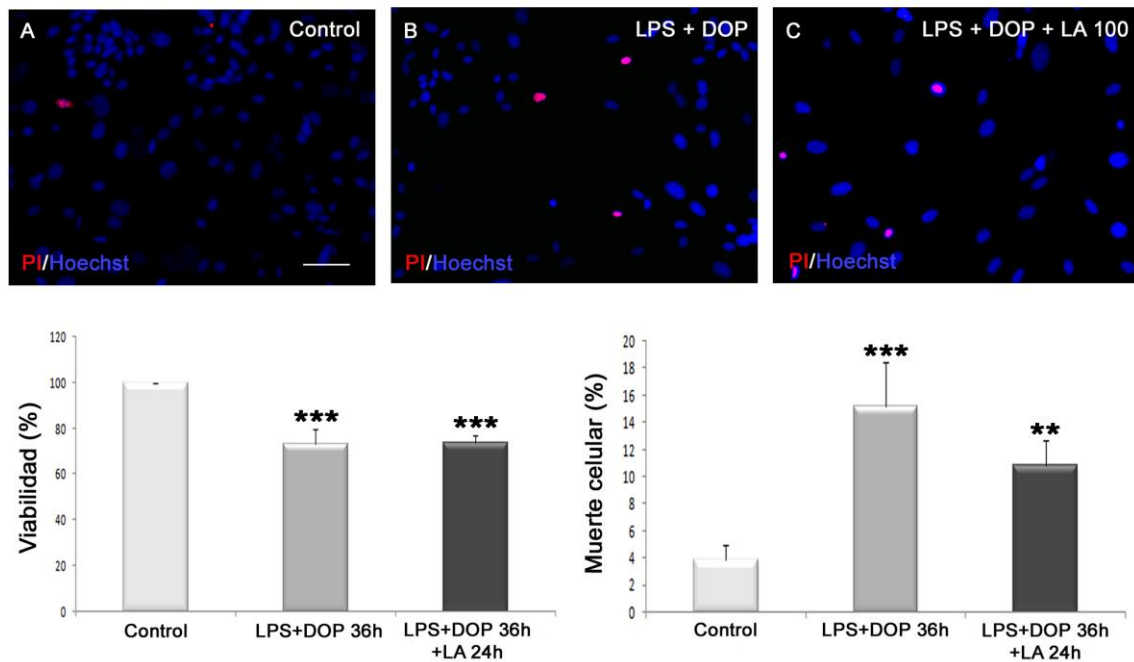 A
Control
PI/Hoechst
B
LPS + DOP
PI/Hoechst
C
LPS + DOP + LA 100
PI/Hoechst
Viabilidad (%)
120
100
80
60
40
20
0
***
***
Control
LPS+DOP 36h
LPS+DOP 36h
+LA 24h
Muerte celular (%)
20
18
16
14
12
10
8
6
4
2
0
***
**
Control
LPS+DOP 36h
LPS+DOP 36h
+LA 24h